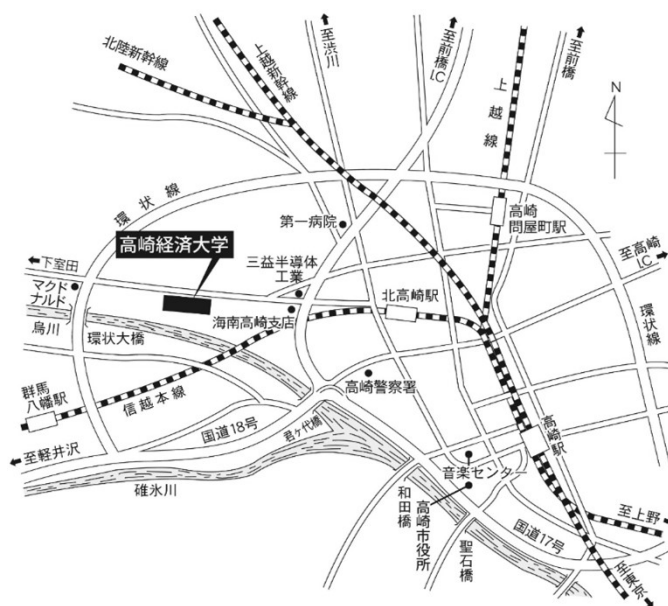 北陸新幹線
上越新幹線
至渋川
至前橋I.C
上越線
至前橋
N
環状線
第一病院
高崎問屋町駅
高崎経済大学
下室田
三益半導体
工業
至高崎I.C
マクド
ナルド
北高崎駅
烏川
環状大橋
海南高崎支店
環状線
群馬
八幡駅
信越本線
高崎警察署
国道18号
君ヶ代橋
高崎駅
至軽井沢
音楽センター
碓氷川
和田橋
高崎市役所
聖石橋
国道17号
至上野
至東京